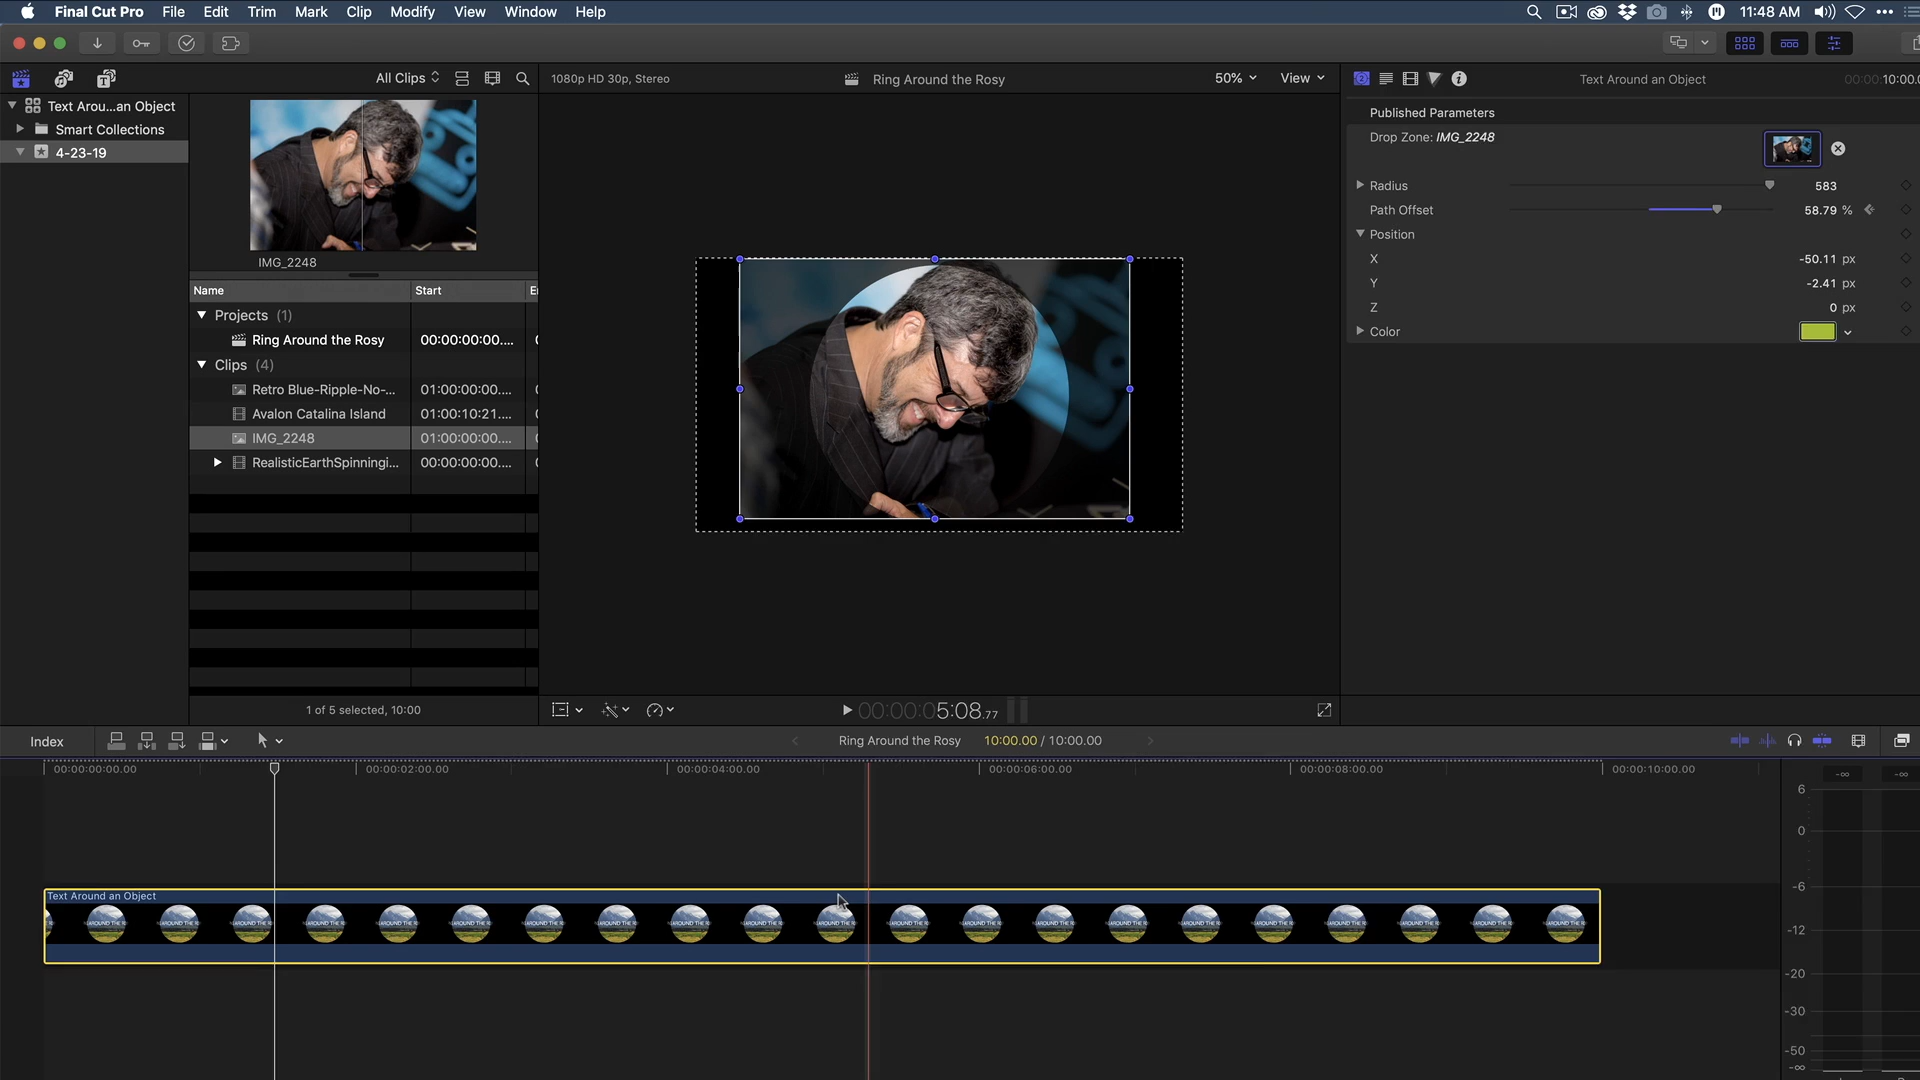 Final Cut Pro File Edit Trim Mark Clip Modify View Window Help 11:48 AM
All Clips 1080p HD 30p, Stereo Ring Around the Rosy 50% View Text Around an Object 00:00:10:00.0
Text Arou...an Object
Smart Collections
4-23-19
IMG_2248
Name Start
Projects (1)
Ring Around the Rosy 00:00:00:00....
Clips (4)
Retro Blue-Ripple-No-... 01:00:00:00....
Avalon Catalina Island 01:00:10:21....
IMG_2248 01:00:00:00....
RealisticEarthSpinningi... 00:00:00:00....
1 of 5 selected, 10:00
Published Parameters
Drop Zone: IMG_2248
Radius 583
Path Offset 58.79 %
Position
X -50.11 px
Y -2.41 px
Z 0 px
Color
00:00:05:08.77
Index Ring Around the Rosy 10:00.00 / 10:00.00
00:00:00:00.00 00:00:02:00.00 00:00:04:00.00 00:00:06:00.00 00:00:08:00.00 00:00:10:00.00
Text Around an Object
-∞ -∞
6
0
-6
-12
-20
-30
-50
-∞